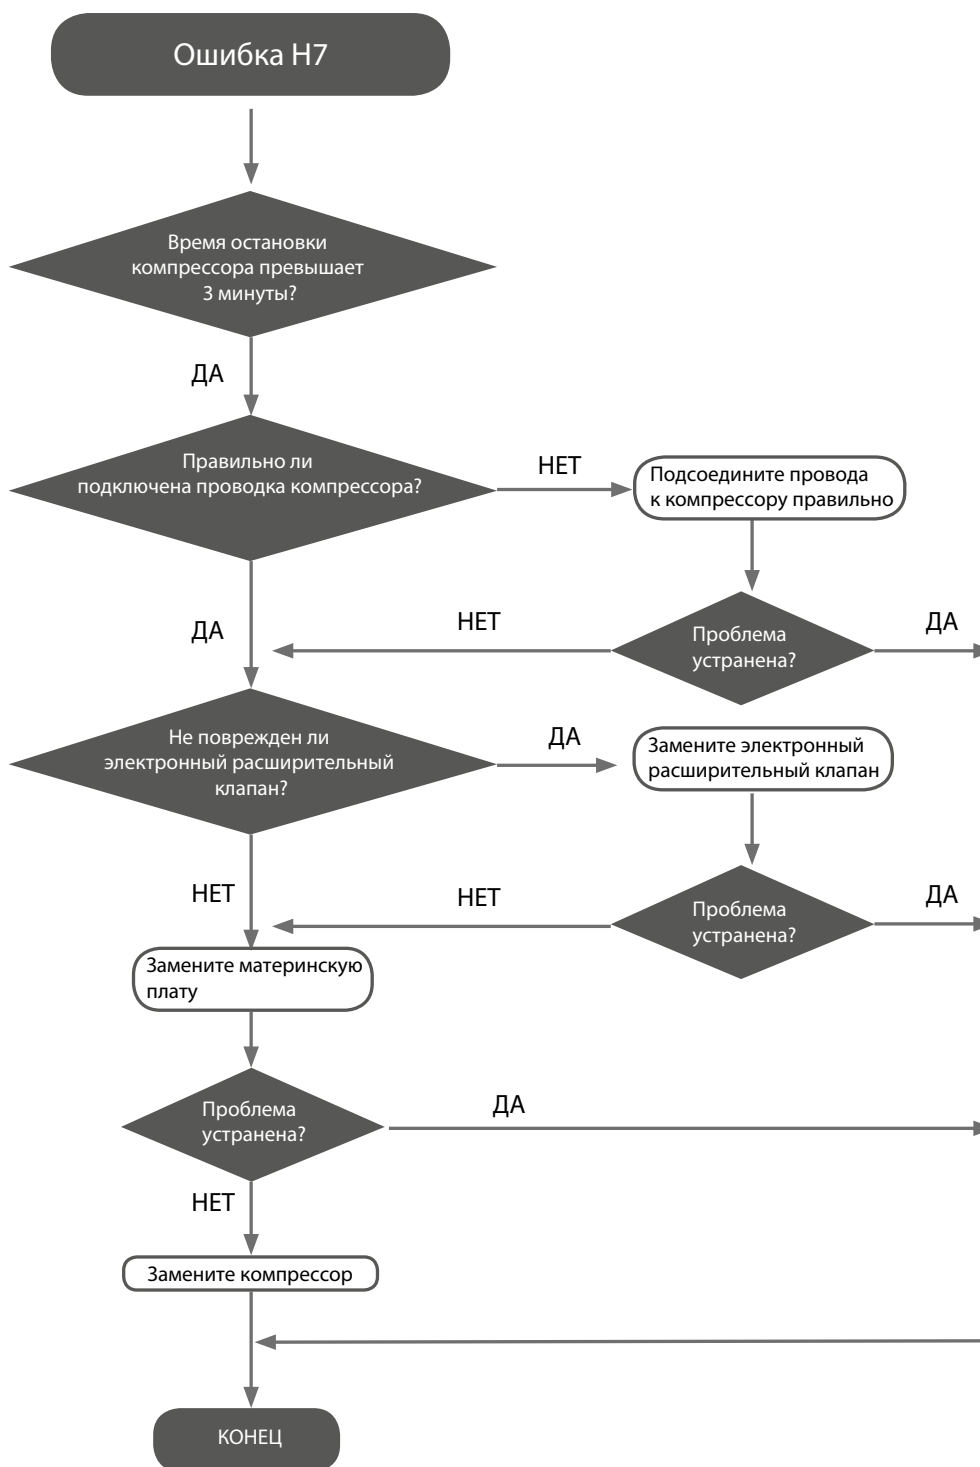 Ошибка H7
Время остановки
компрессора превышает
3 минуты?
ДА
Правильно ли
подключена проводка компрессора?
НЕТ
Подсоедините провода
к компрессору правильно
ДА
НЕТ
Проблема
устранена?
ДА
Не поврежден ли
электронный расширительный
клапан?
ДА
Замените электронный
расширительный клапан
НЕТ
НЕТ
Проблема
устранена?
ДА
Замените материнскую
плату
Проблема
устранена?
ДА
НЕТ
Замените компрессор
КОНЕЦ